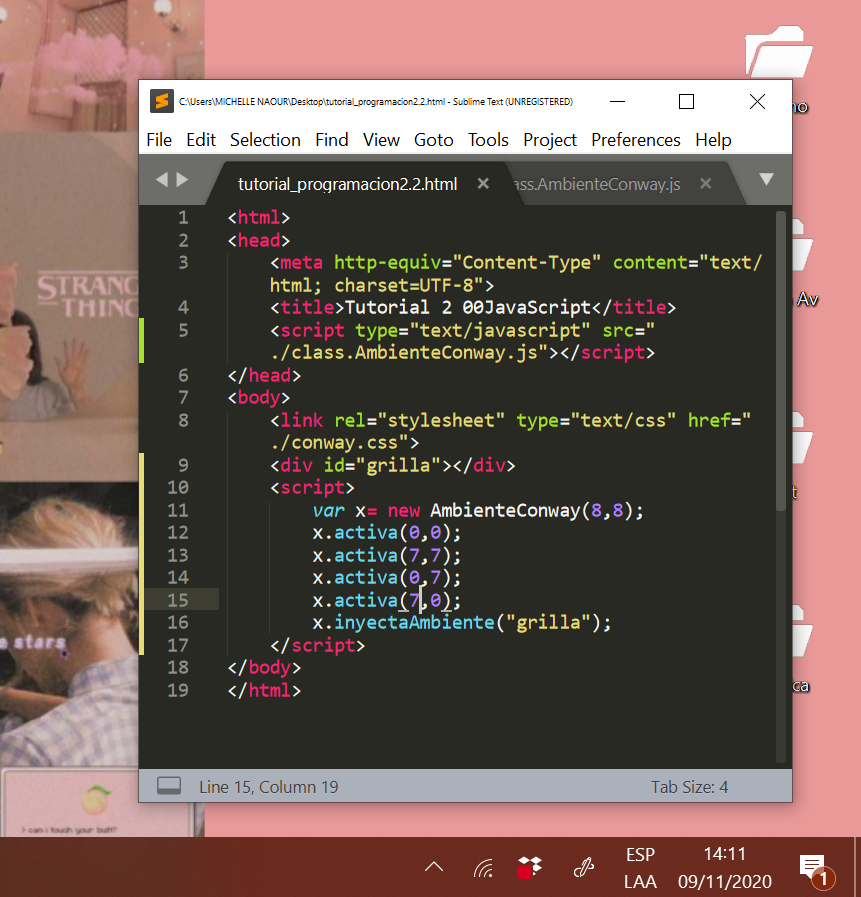 C:\Users\MICHELLE NAOUR\Desktop\tutorial_programacion2.2.html - Sublime Text (UNREGISTERED)
File Edit Selection Find View Goto Tools Project Preferences Help
tutorial_programacion2.2.html
ass.AmbienteConway.js
1 <html>
2 <head>
3 <meta http-equiv="Content-Type" content="text/
html; charset=UTF-8">
4 <title>Tutorial 2 00JavaScript</title>
5 <script type="text/javascript" src="
./class.AmbienteConway.js"></script>
6 </head>
7 <body>
8 <link rel="stylesheet" type="text/css" href="
./conway.css">
9 <div id="grilla"></div>
10 <script>
11 var x= new AmbienteConway(8,8);
12 x.activa(0,0);
13 x.activa(7,7);
14 x.activa(0,7);
15 x.activa(7,0);
16 x.inyectaAmbiente("grilla");
17 </script>
18 </body>
19 </html>
Line 15, Column 19
Tab Size: 4
STRANG
THING
e stars
> can i touch your butt?
no
Av
t
ca
ESP
LAA
14:11
09/11/2020
1